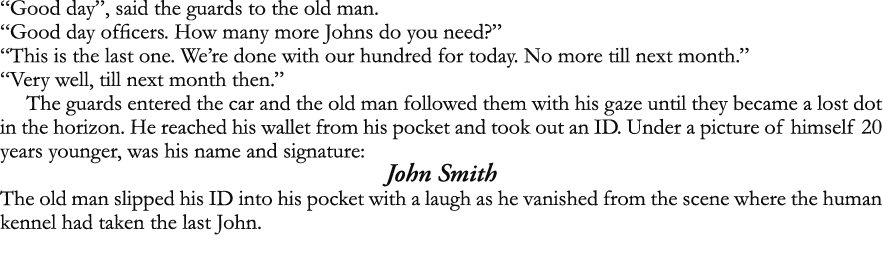 “Good day”, said the guards to the old man.
“Good day officers. How many more Johns do you need?”
“This is the last one. We’re done with our hundred for today. No more till next month.”
“Very well, till next month then.”
The guards entered the car and the old man followed them with his gaze until they became a lost dot
in the horizon. He reached his wallet from his pocket and took out an ID. Under a picture of himself 20
years younger, was his name and signature:
John Smith
The old man slipped his ID into his pocket with a laugh as he vanished from the scene where the human
kennel had taken the last John.